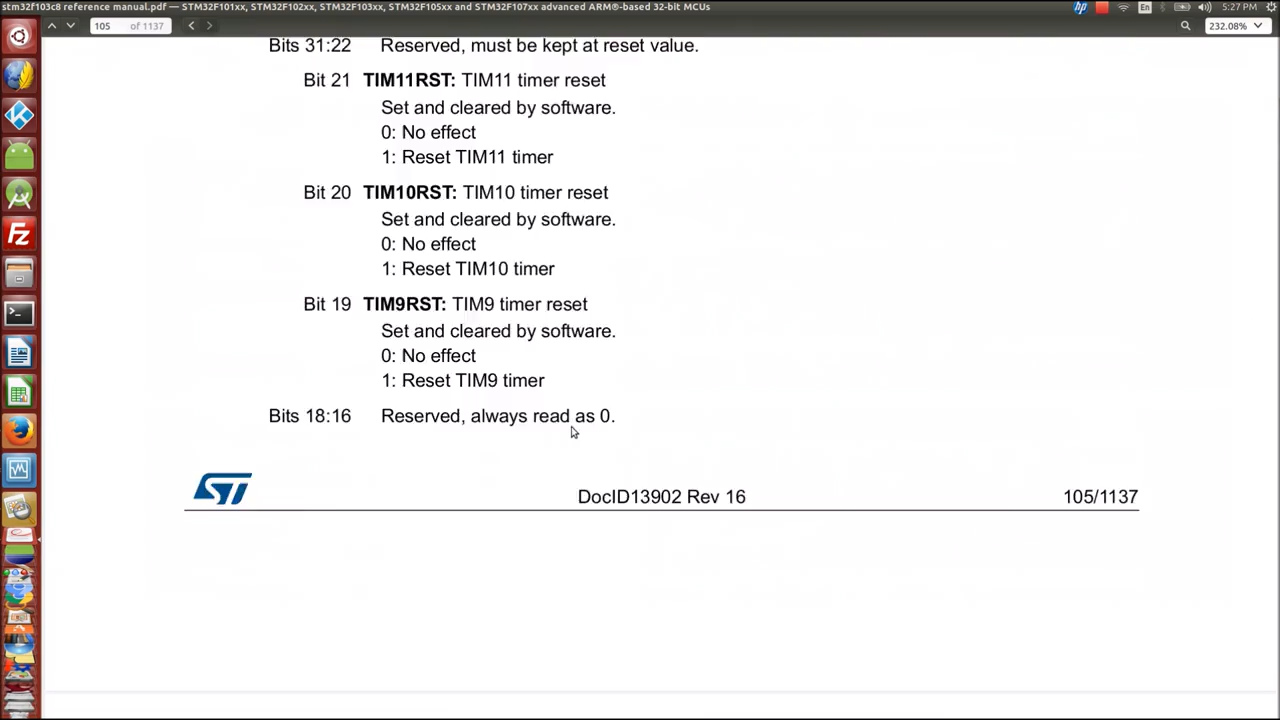 stm32f103c8 reference manual.pdf — STM32F101xx, STM32F102xx, STM32F103xx, STM32F105xx and STM32F107xx advanced ARM®-based 32-bit MCUs
En
5:27 PM
105 of 1137
232.08%
Bits 31:22 Reserved, must be kept at reset value.
Bit 21 TIM11RST: TIM11 timer reset
Set and cleared by software.
0: No effect
1: Reset TIM11 timer
Bit 20 TIM10RST: TIM10 timer reset
Set and cleared by software.
0: No effect
1: Reset TIM10 timer
Bit 19 TIM9RST: TIM9 timer reset
Set and cleared by software.
0: No effect
1: Reset TIM9 timer
Bits 18:16 Reserved, always read as 0.
ST
DocID13902 Rev 16
105/1137